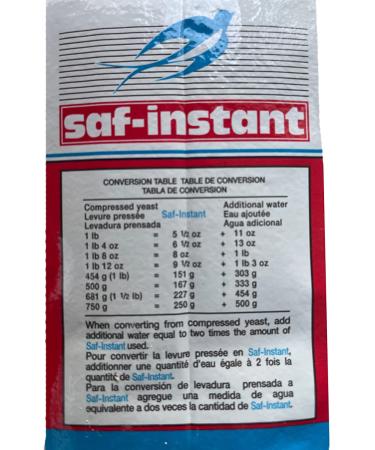 saf-instant
CONVERSION TABLE TABLE DE CONVERSION
TABLA DE CONVERSION
Compressed yeast Additional water
Levure pressée Saf-Instant Eau ajoutée
Levadura prensada Agua adicional
1 lb = 5 1/2 oz + 11 oz
1 lb 4 oz = 6 1/2 oz + 13 oz
1 lb 8 oz = 8 oz + 1 lb
1 lb 12 oz = 9 1/2 oz + 1 lb 3 oz
454 g (1 lb) = 151 g + 303 g
500 g = 167 g + 333 g
681 g (1 1/2 lb) = 227 g + 454 g
750 g = 250 g + 500 g
When converting from compressed yeast, add
additional water equal to two times the amount of
Saf-Instant used.
Pour convertir la levure pressée en Saf-Instant,
additionner une quantité d'eau égale à 2 fois la
quantité de Saf-Instant.
Para la conversión de levadura prensada a
Saf-Instant agregue una medida de agua
equivalente a dos veces la cantidad de Saf-Instant.